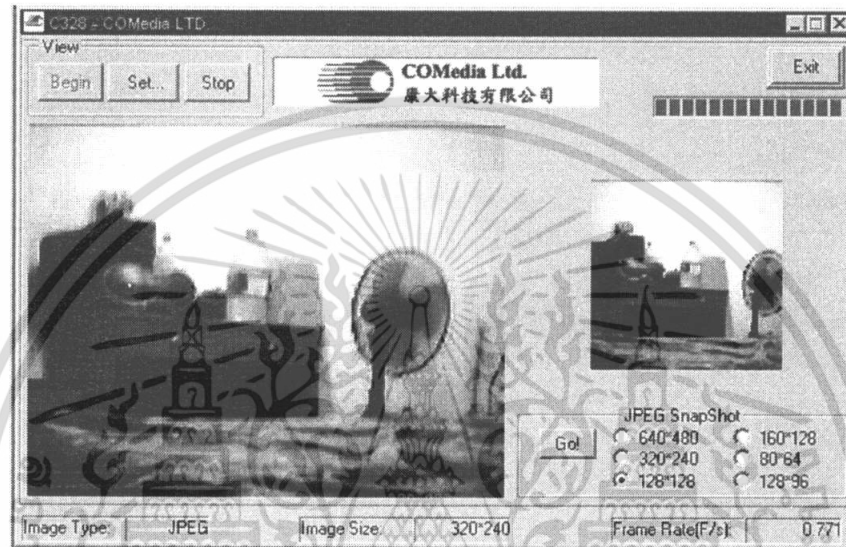 C328 - COMedia LTD
View
Begin Set... Stop
COMedia Ltd.
康大科技有限公司
Exit
JPEG SnapShot
Go!
640*480 160*128
320*240 80*64
128*128 128*96
Image Type: JPEG Image Size: 320*240 Frame Rate(F/s): 0.771